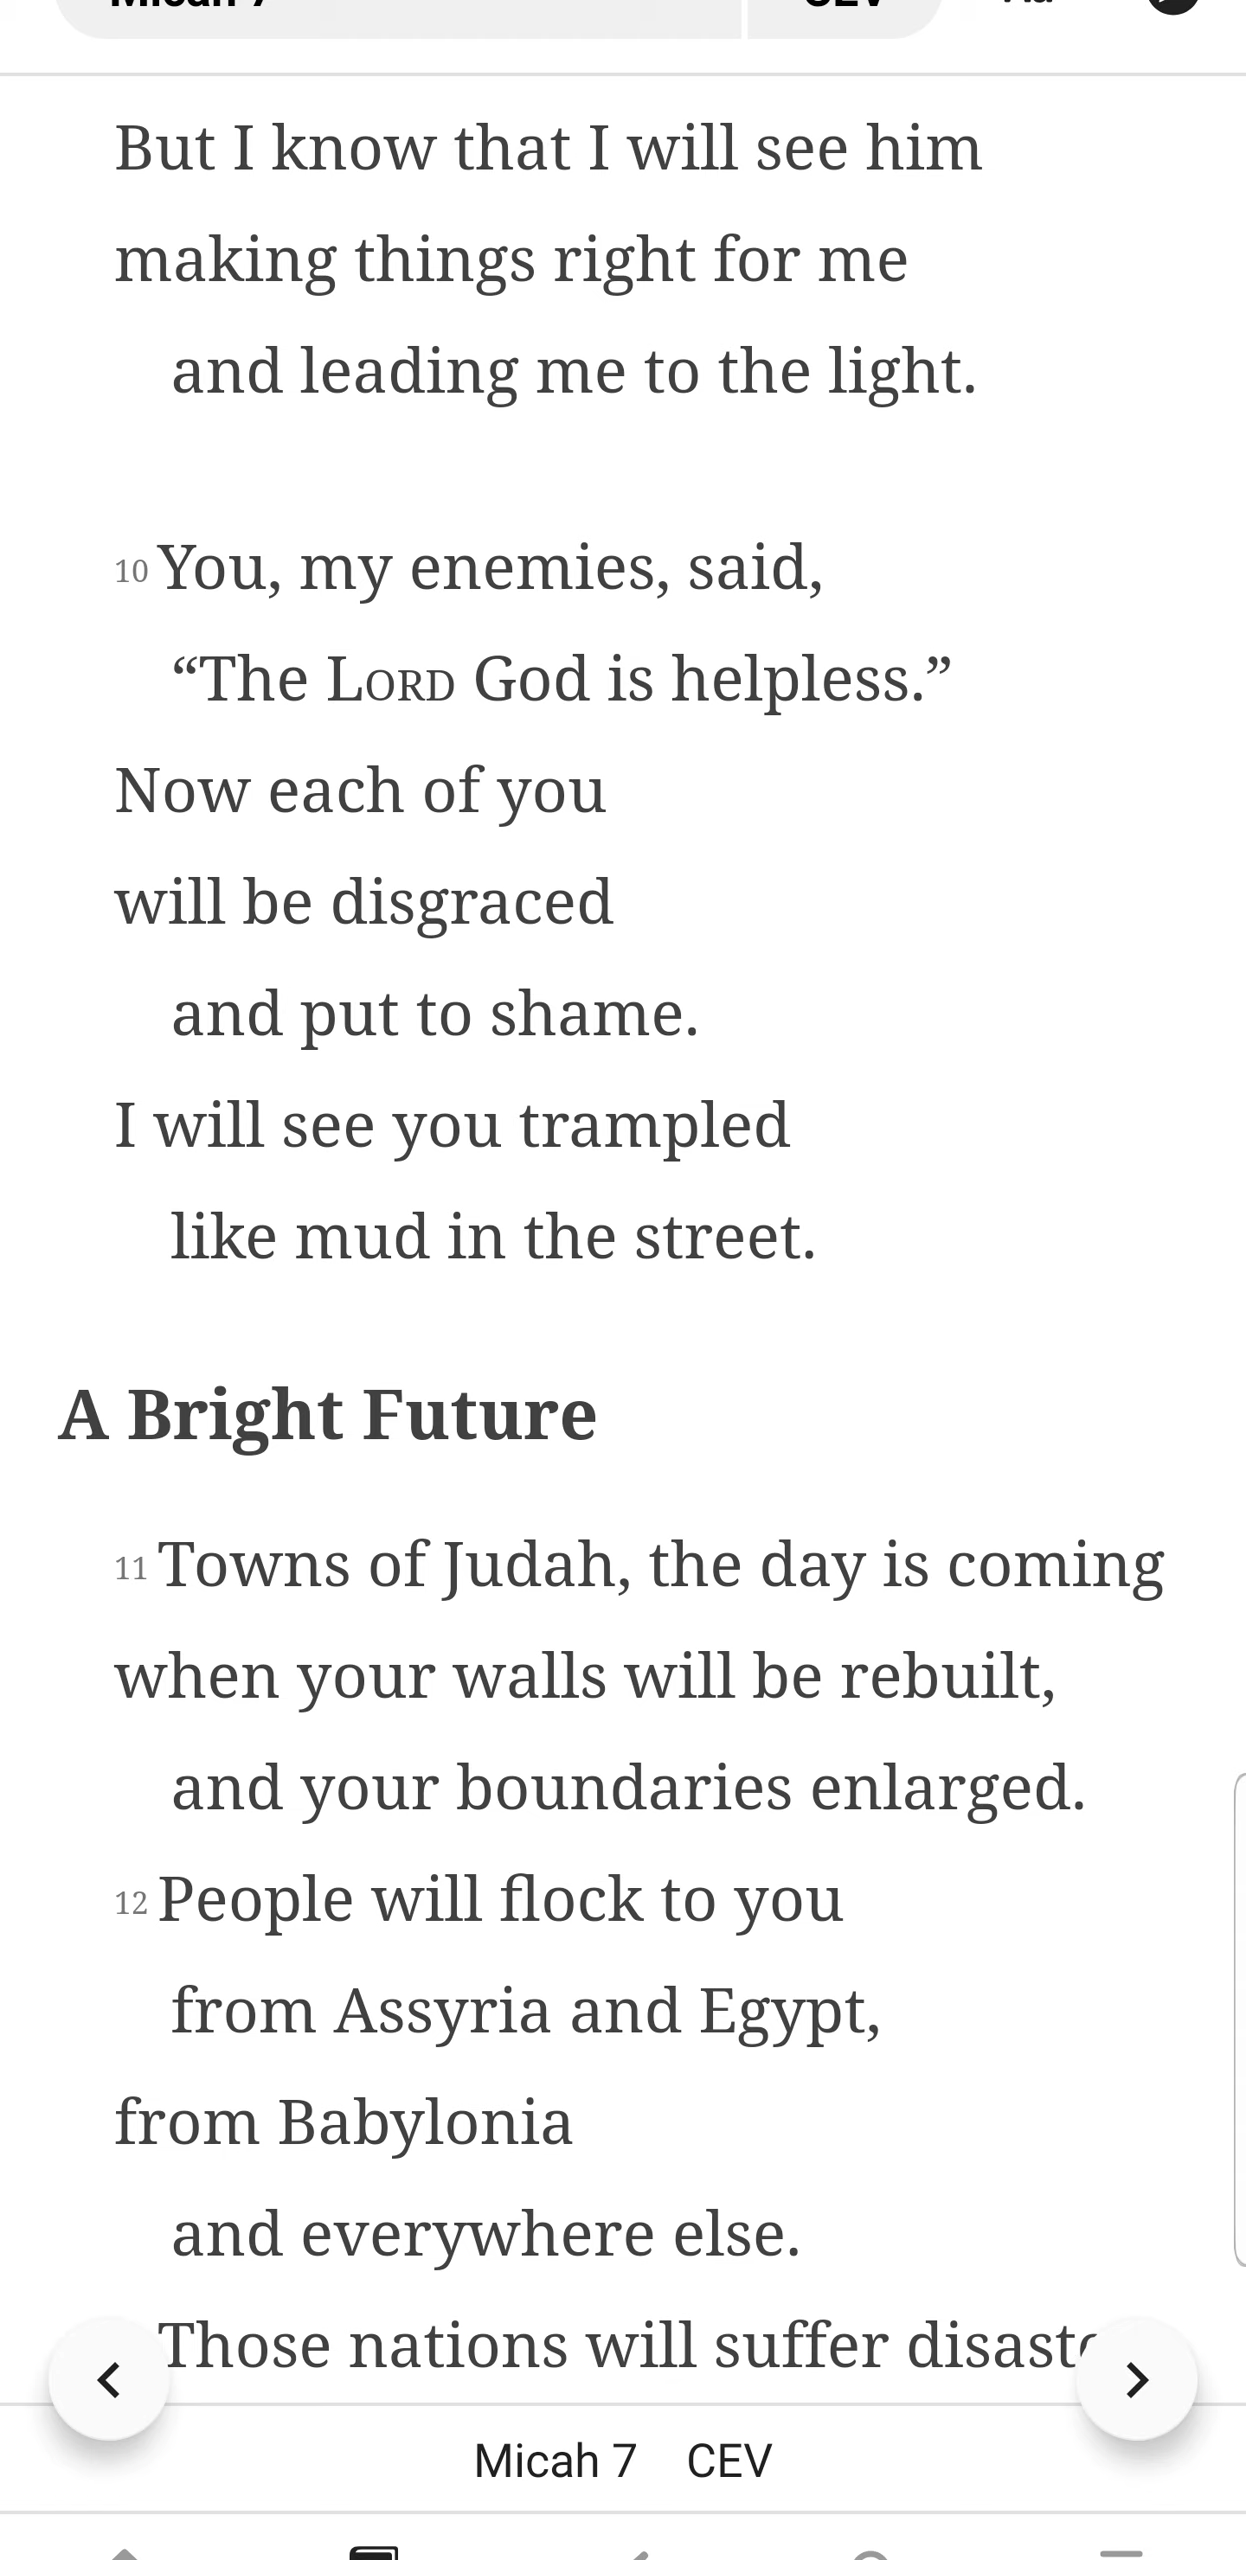 Micah 7 CEV Aa
But I know that I will see him
making things right for me
and leading me to the light.
10 You, my enemies, said,
“The LORD God is helpless.”
Now each of you
will be disgraced
and put to shame.
I will see you trampled
like mud in the street.
A Bright Future
11 Towns of Judah, the day is coming
when your walls will be rebuilt,
and your boundaries enlarged.
12 People will flock to you
from Assyria and Egypt,
from Babylonia
and everywhere else.
Those nations will suffer
Micah 7 CEV